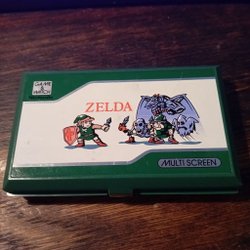 GAME &
WATCH
ZELDA
MULTI SCREEN